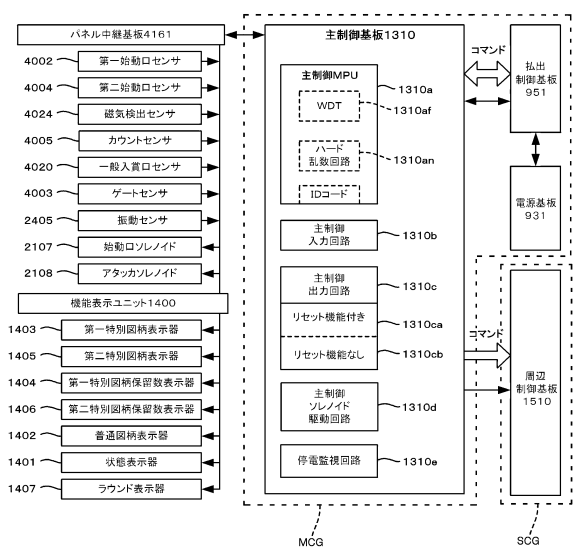 パネル中継基板4161
4002 第一始動口センサ
4004 第二始動口センサ
4024 磁気検出センサ
4005 カウントセンサ
4020 一般入賞口センサ
4003 ゲートセンサ
2405 振動センサ
2107 始動口ソレノイド
2108 アタッカソレノイド
機能表示ユニット1400
1403 第一特別図柄表示器
1405 第二特別図柄表示器
1404 第一特別図柄保留数表示器
1406 第二特別図柄保留数表示器
1402 普通図柄表示器
1401 状態表示器
1407 ラウンド表示器
主制御基板1310
主制御MPU
1310a
WDT
1310af
ハード
乱数回路
1310an
IDコード
主制御
入力回路
1310b
主制御
出力回路
1310c
リセット機能付き
1310ca
リセット機能なし
1310cb
主制御
ソレノイド
駆動回路
1310d
停電監視回路
1310e
MCG
コマンド
払出
制御基板
951
電源基板
931
コマンド
周辺
制御基板
1510
SCG